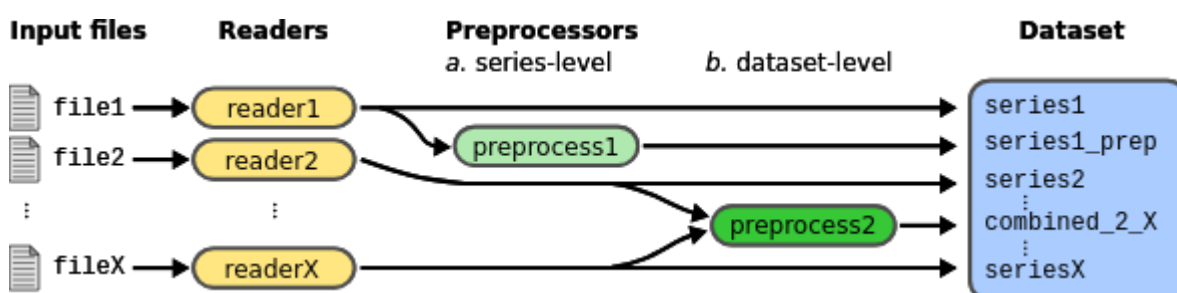 Input files Readers Preprocessors Dataset
a. series-level b. dataset-level
file1 reader1 series1
preprocess1 series1_prep
file2 reader2 series2
⋮ ⋮ ⋮
preprocess2 combined_2_X
⋮
fileX readerX seriesX